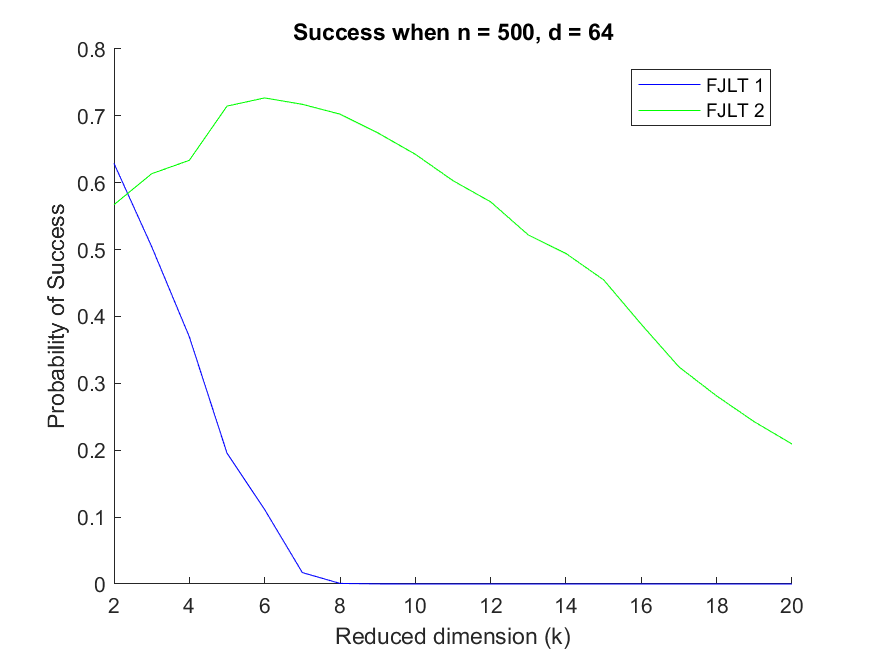 Success when n = 500, d = 64
FJLT 1
FJLT 2
Probability of Success
0.8
0.7
0.6
0.5
0.4
0.3
0.2
0.1
0
2 4 6 8 10 12 14 16 18 20
Reduced dimension (k)